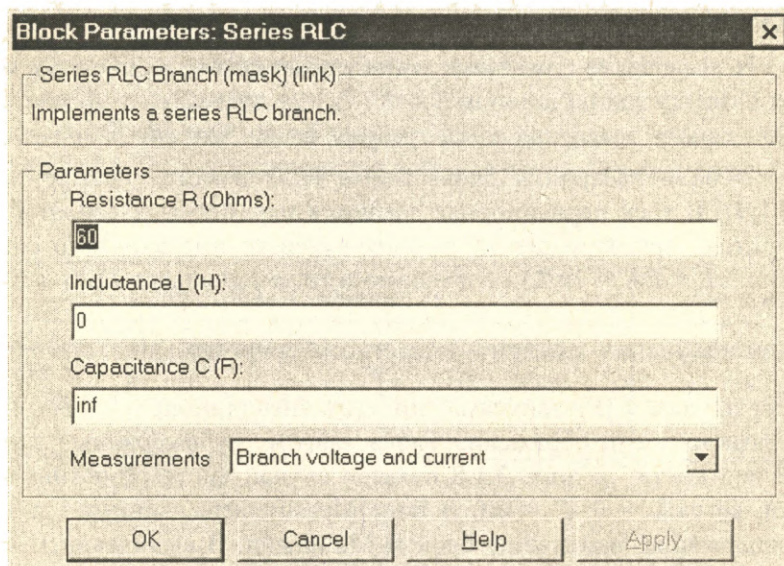 Block Parameters: Series RLC
Series RLC Branch (mask) (link)
Implements a series RLC branch.
Parameters
Resistance R (Ohms):
60
Inductance L (H):
0
Capacitance C (F):
inf
Measurements Branch voltage and current
OK Cancel Help Apply